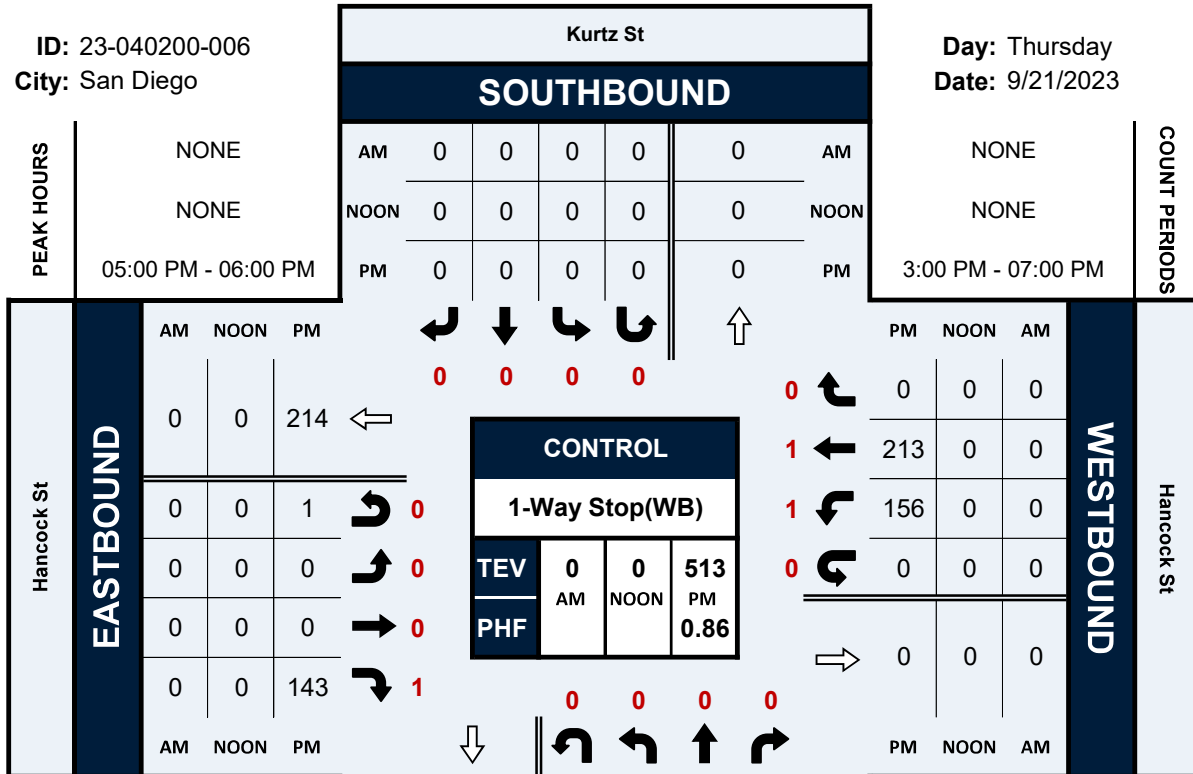 ID: 23-040200-006
City: San Diego
Kurtz St
SOUTHBOUND
Day: Thursday
Date: 9/21/2023
PEAK HOURS
NONE
NONE
05:00 PM - 06:00 PM
AM 0 0 0 0 0 AM
NOON 0 0 0 0 0 NOON
PM 0 0 0 0 0 PM
NONE
NONE
3:00 PM - 07:00 PM
COUNT PERIODS
0 0 0 0
Hancock St
EASTBOUND
AM NOON PM
0 0 214
0 0 1 0
0 0 0 0
0 0 0 0
0 0 143 1
AM NOON PM
CONTROL
1-Way Stop(WB)
TEV 0 0 513
AM NOON PM
PHF 0.86
0 0 0 0
PM NOON AM
0 0 0 0
1 213 0 0
1 156 0 0
0 0 0 0
0 0 0
PM NOON AM
WESTBOUND
Hancock St